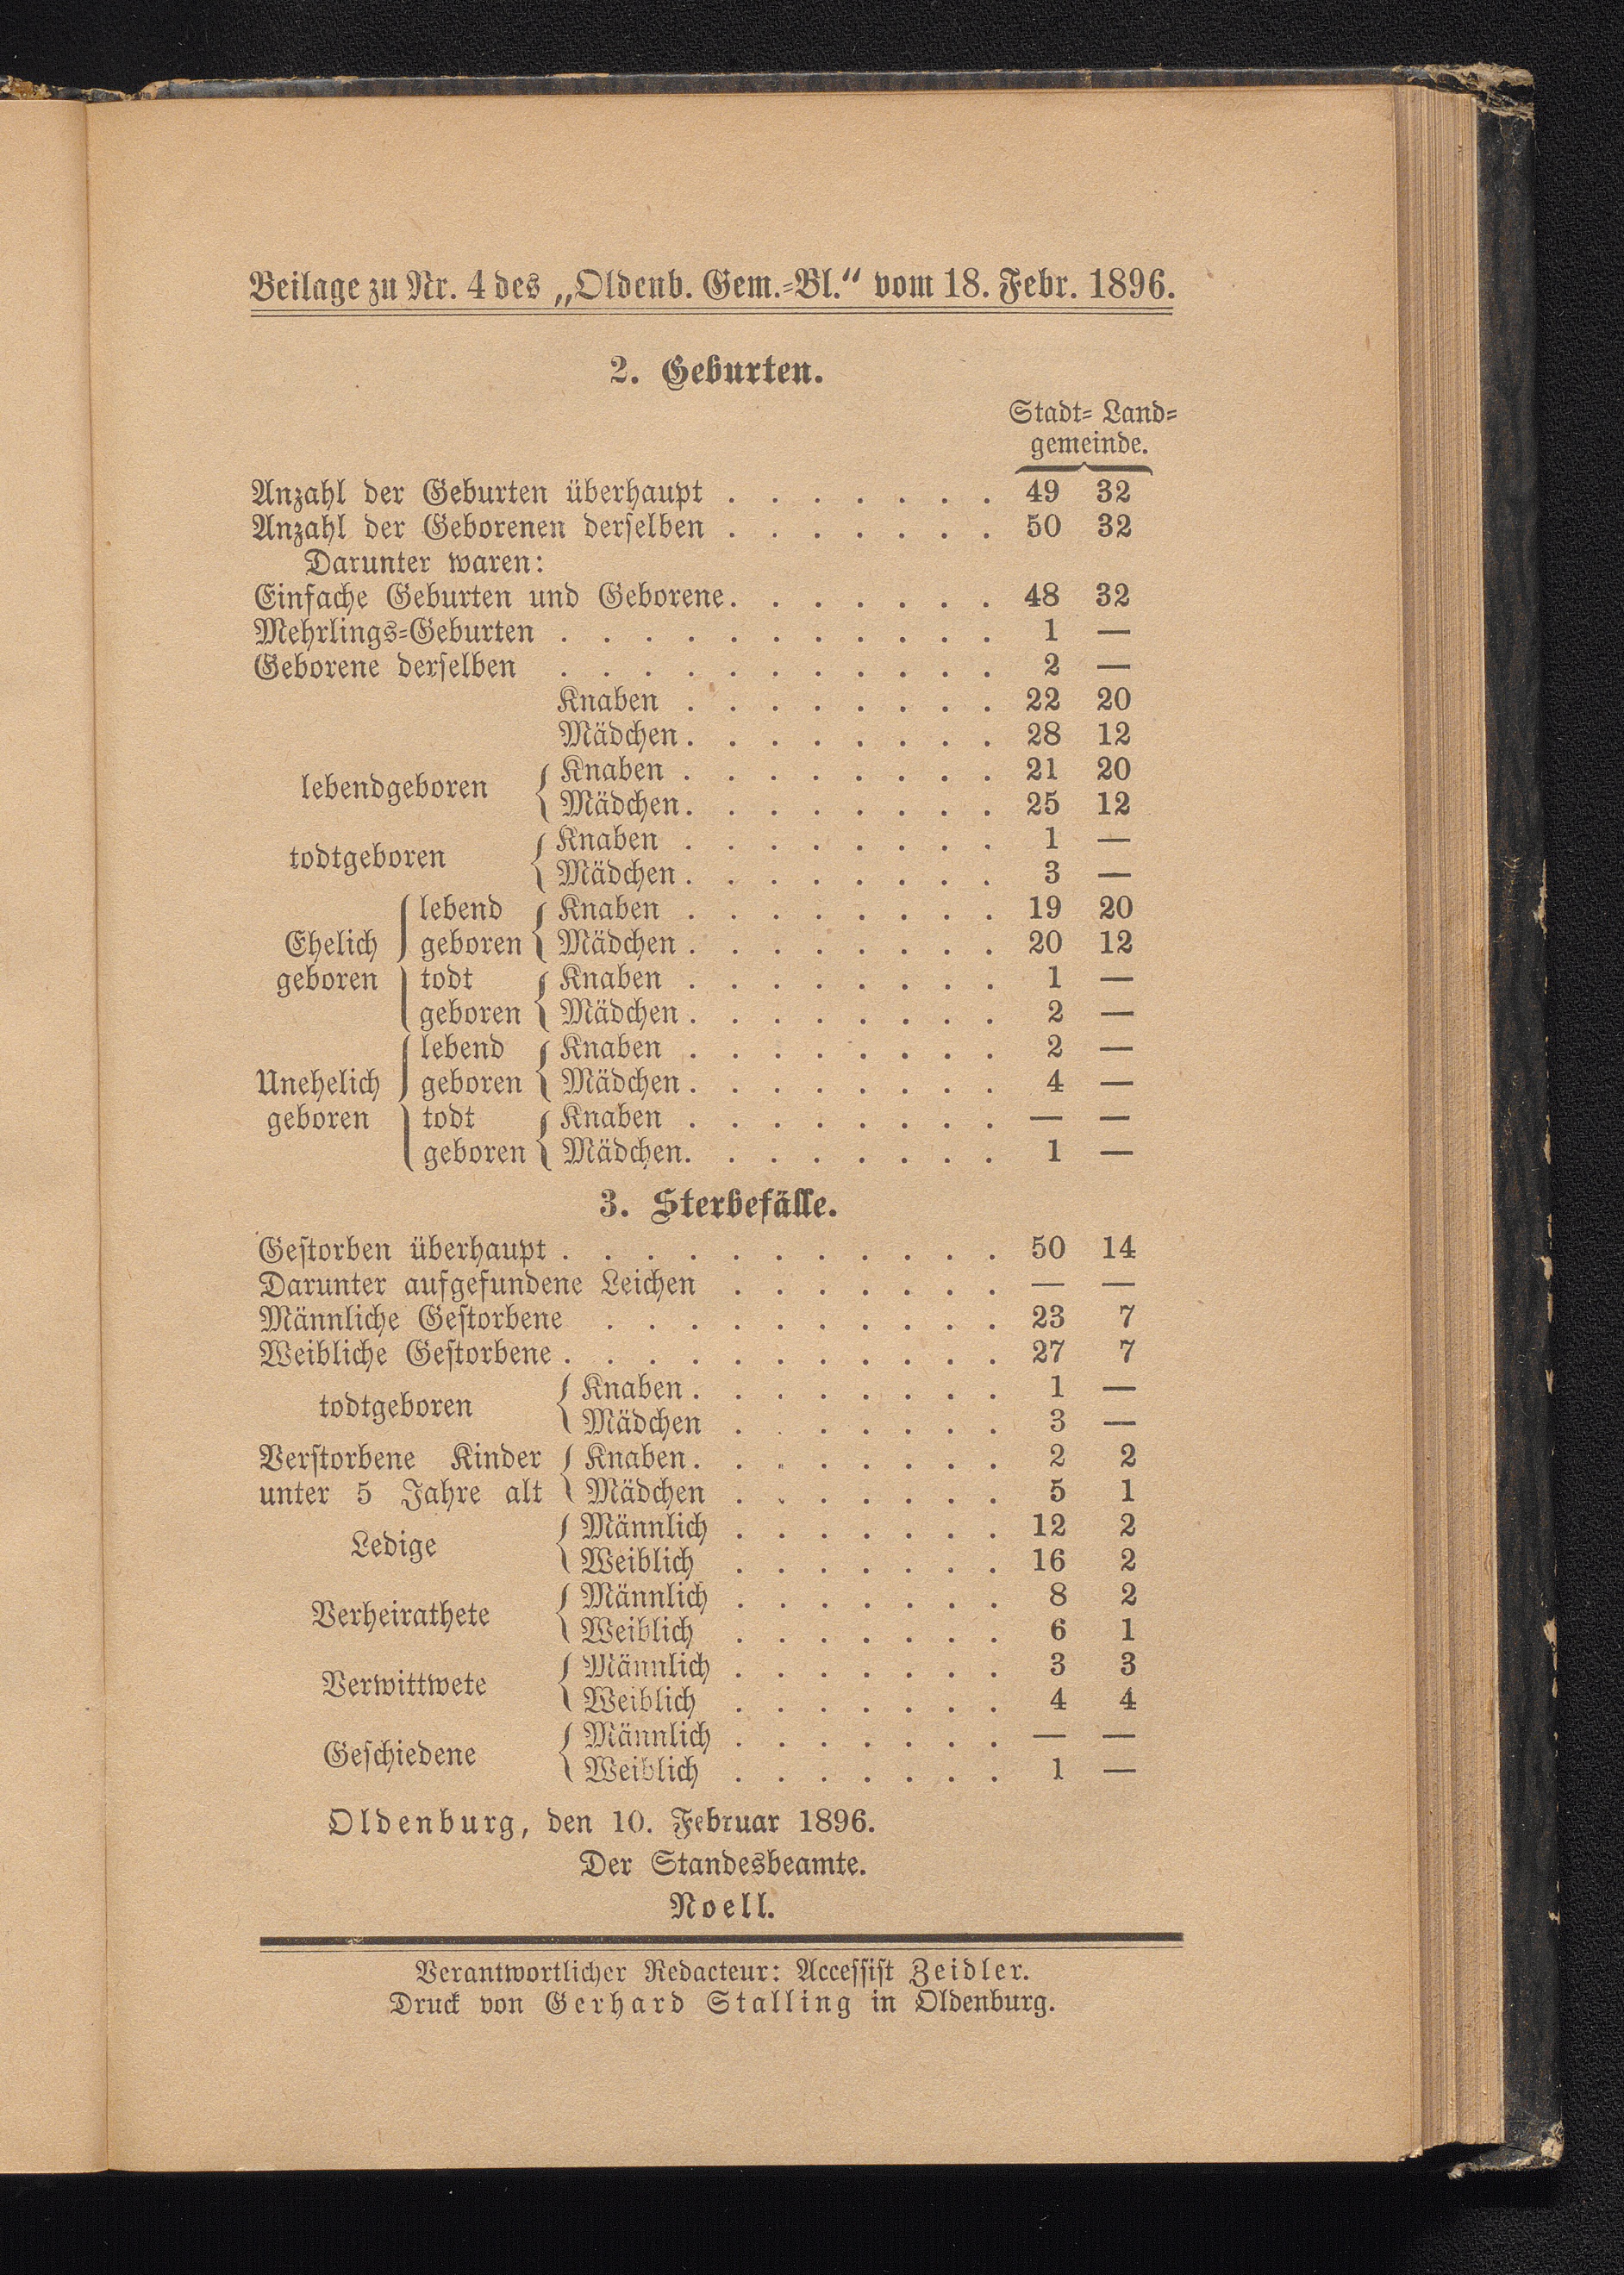 Beilage zu Nr. 4 des „Oldenb. Gem.-Bl.“ vom 18. Febr. 1896.
2. Geburten.
Stadt- Land-
gemeinde.
Anzahl der Geburten überhaupt . . . . . . . 49 32
Anzahl der Geborenen derselben . . . . . . . 50 32
Darunter waren:
Einfache Geburten und Geborene. . . . . . . 48 32
Mehrlings-Geburten . . . . . . . . . . . 1 —
Geborene derselben . . . . . . . . . . . 2 —
Knaben . . . . . . . . 22 20
Mädchen. . . . . . . . 28 12
lebendgeboren { Knaben . . . . . . . . 21 20
Mädchen. . . . . . . . 25 12
todtgeboren { Knaben . . . . . . . . 1 —
Mädchen. . . . . . . . 3 —
lebend { Knaben . . . . . . . . 19 20
Ehelich geboren Mädchen . . . . . . . . 20 12
geboren todt { Knaben . . . . . . . . 1 —
geboren Mädchen . . . . . . . . 2 —
lebend { Knaben . . . . . . . . 2 —
Unehelich geboren Mädchen . . . . . . . . 4 —
geboren todt { Knaben . . . . . . . . — —
geboren Mädchen. . . . . . . . 1 —
3. Sterbefälle.
Gestorben überhaupt . . . . . . . . . . . 50 14
Darunter aufgefundene Leichen . . . . . . . — —
Männliche Gestorbene . . . . . . . . . . 23 7
Weibliche Gestorbene . . . . . . . . . . . 27 7
todtgeboren { Knaben . . . . . . . . 1 —
Mädchen . . . . . . . 3 —
Verstorbene Kinder { Knaben. . . . . . . . 2 2
unter 5 Jahre alt Mädchen . . . . . . . 5 1
Ledige { Männlich . . . . . . . 12 2
Weiblich . . . . . . . 16 2
Verheirathete { Männlich . . . . . . . 8 2
Weiblich . . . . . . . 6 1
Verwittwete { Männlich . . . . . . . 3 3
Weiblich . . . . . . . 4 4
Geschiedene { Männlich . . . . . . . — —
Weiblich . . . . . . . 1 —
Oldenburg, den 10. Februar 1896.
Der Standesbeamte.
Noell.
Verantwortlicher Redacteur: Accessist Zeidler.
Druck von Gerhard Stalling in Oldenburg.